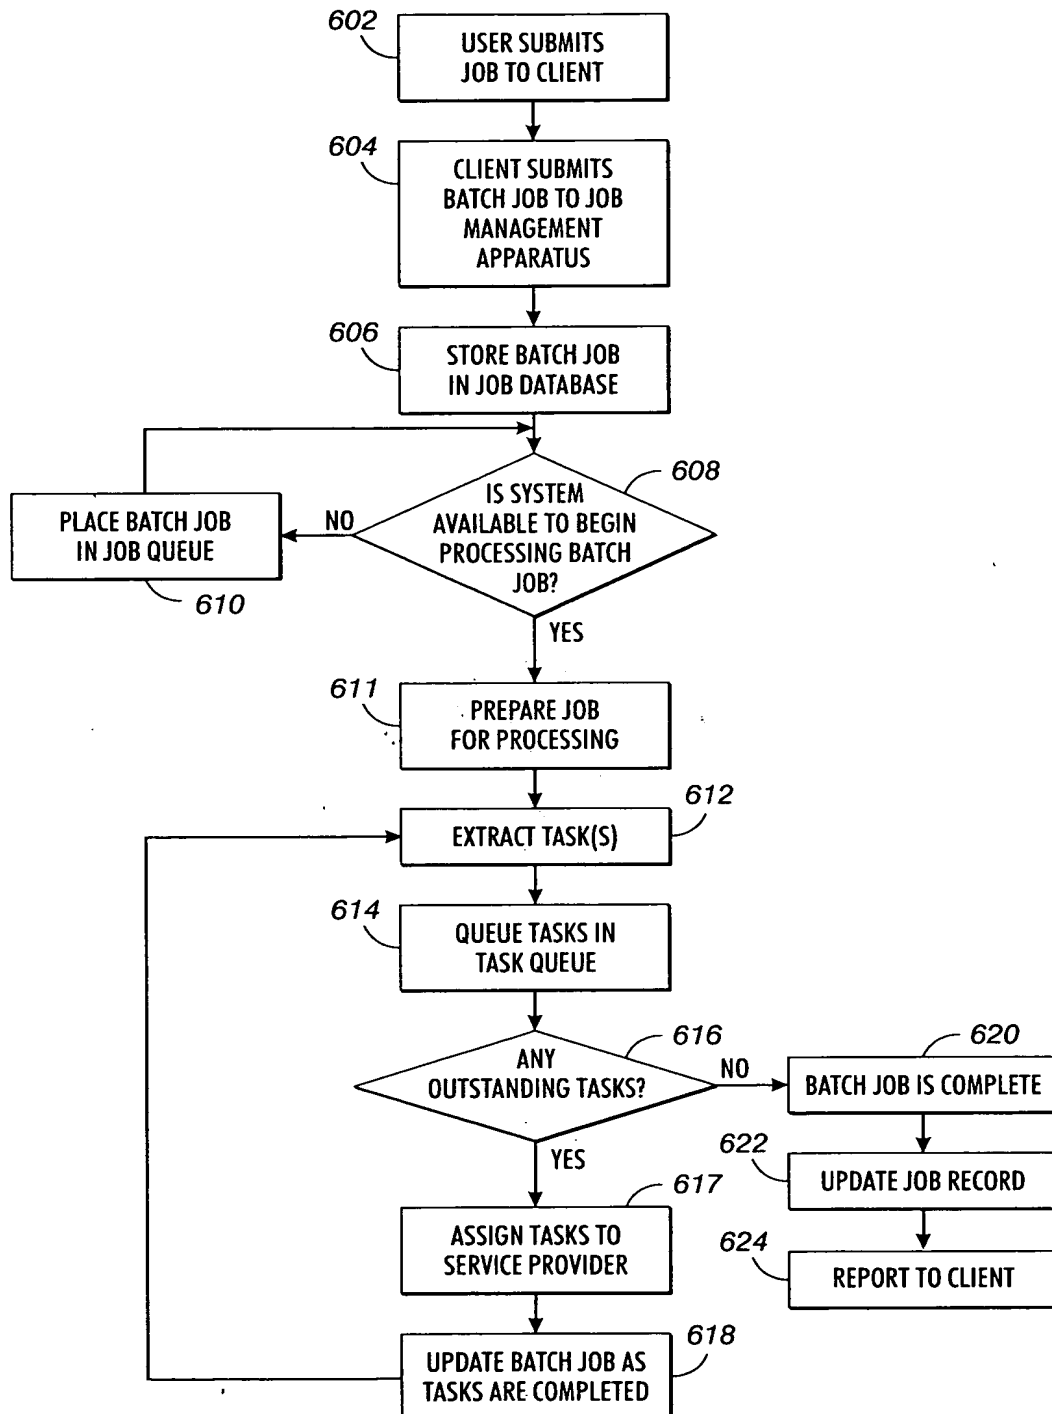 602
USER SUBMITS
JOB TO CLIENT
604
CLIENT SUBMITS
BATCH JOB TO JOB
MANAGEMENT
APPARATUS
606
STORE BATCH JOB
IN JOB DATABASE
608
IS SYSTEM
AVAILABLE TO BEGIN
PROCESSING BATCH
JOB?
NO
PLACE BATCH JOB
IN JOB QUEUE
610
YES
611
PREPARE JOB
FOR PROCESSING
612
EXTRACT TASK(S)
614
QUEUE TASKS IN
TASK QUEUE
616
ANY
OUTSTANDING TASKS?
NO
620
BATCH JOB IS COMPLETE
622
UPDATE JOB RECORD
624
REPORT TO CLIENT
YES
617
ASSIGN TASKS TO
SERVICE PROVIDER
618
UPDATE BATCH JOB AS
TASKS ARE COMPLETED